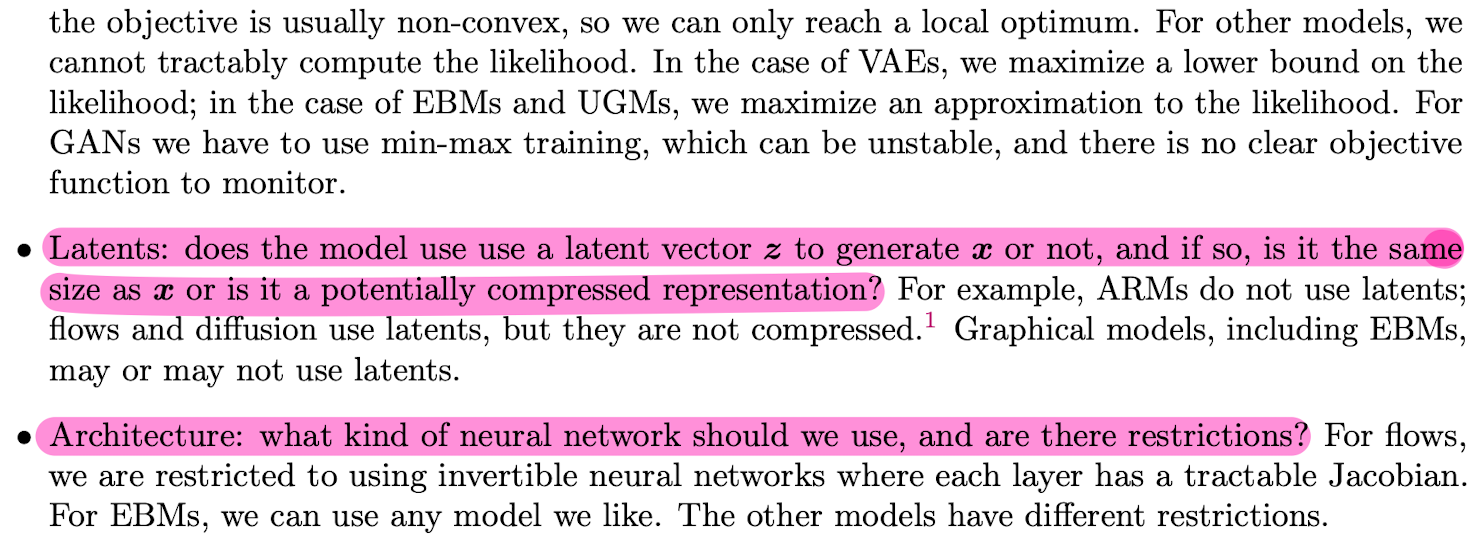 the objective is usually non-convex, so we can only reach a local optimum. For other models, we
cannot tractably compute the likelihood. In the case of VAEs, we maximize a lower bound on the
likelihood; in the case of EBMs and UGMs, we maximize an approximation to the likelihood. For
GANs we have to use min-max training, which can be unstable, and there is no clear objective
function to monitor.
• Latents: does the model use use a latent vector z to generate x or not, and if so, is it the same
size as x or is it a potentially compressed representation? For example, ARMs do not use latents;
flows and diffusion use latents, but they are not compressed.1 Graphical models, including EBMs,
may or may not use latents.
• Architecture: what kind of neural network should we use, and are there restrictions? For flows,
we are restricted to using invertible neural networks where each layer has a tractable Jacobian.
For EBMs, we can use any model we like. The other models have different restrictions.